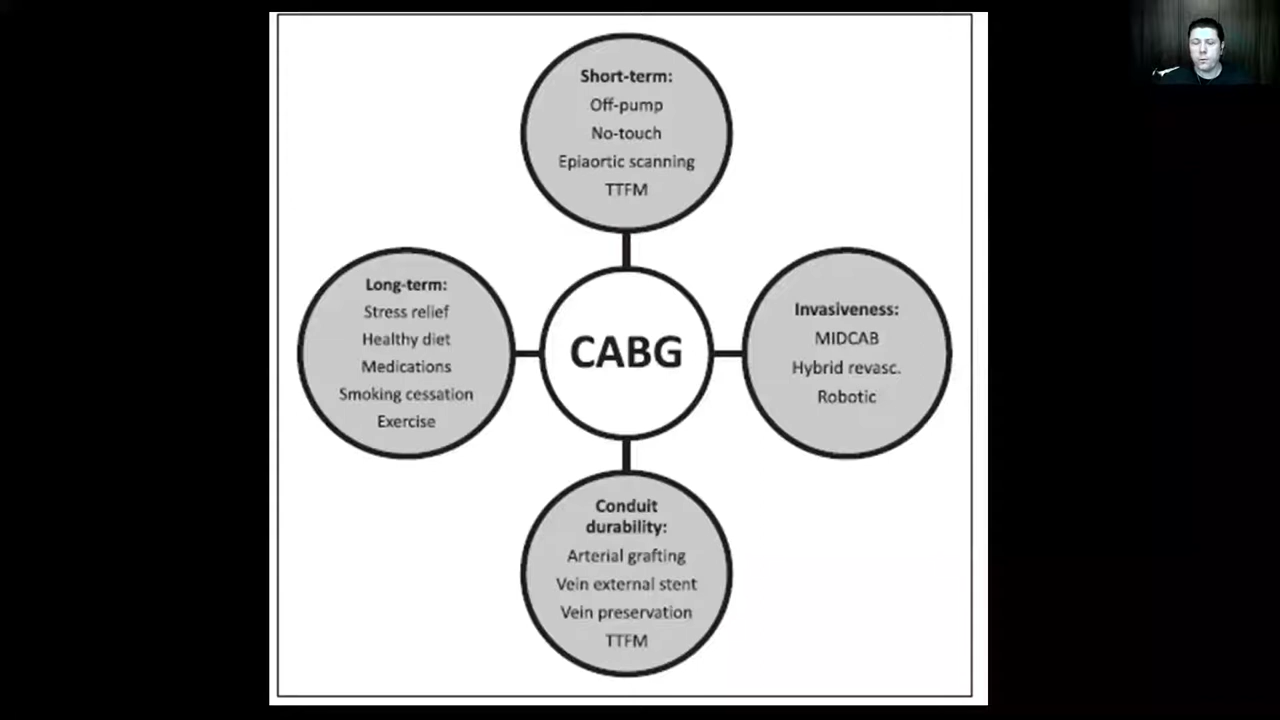 Short-term:
Off-pump
No-touch
Epiaortic scanning
TTFM
Long-term:
Stress relief
Healthy diet
Medications
Smoking cessation
Exercise
CABG
Invasiveness:
MIDCAB
Hybrid revasc.
Robotic
Conduit
durability:
Arterial grafting
Vein external stent
Vein preservation
TTFM